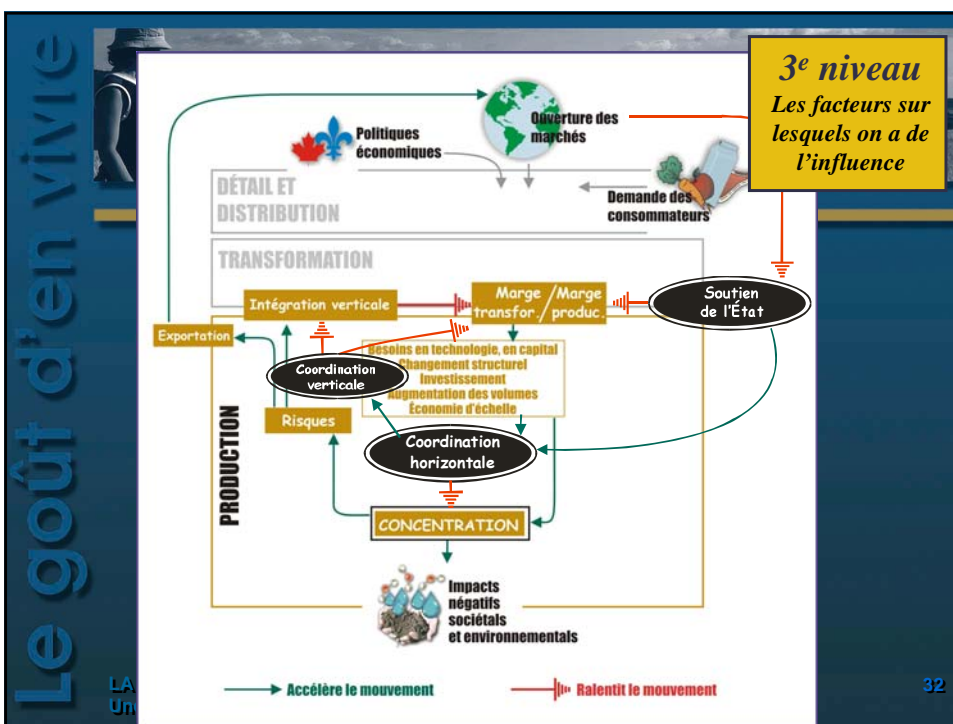 Le goût d'en vivre
3e niveau
Les facteurs sur
lesquels on a de
l'influence
Politiques
économiques
Ouverture des
marchés
DÉTAIL ET
DISTRIBUTION
Demande des
consommateurs
TRANSFORMATION
Intégration verticale
Marge transfor./Marge produc.
Soutien
de l'État
Exportation
Besoins en technologie, en capital
Changement structurel
Investissement
Augmentation des volumes
Économie d'échelle
Coordination
verticale
Risques
Coordination
horizontale
PRODUCTION
CONCENTRATION
Impacts
négatifs
sociétals
et environnementals
Accélère le mouvement
Ralentit le mouvement
LA
Un
32